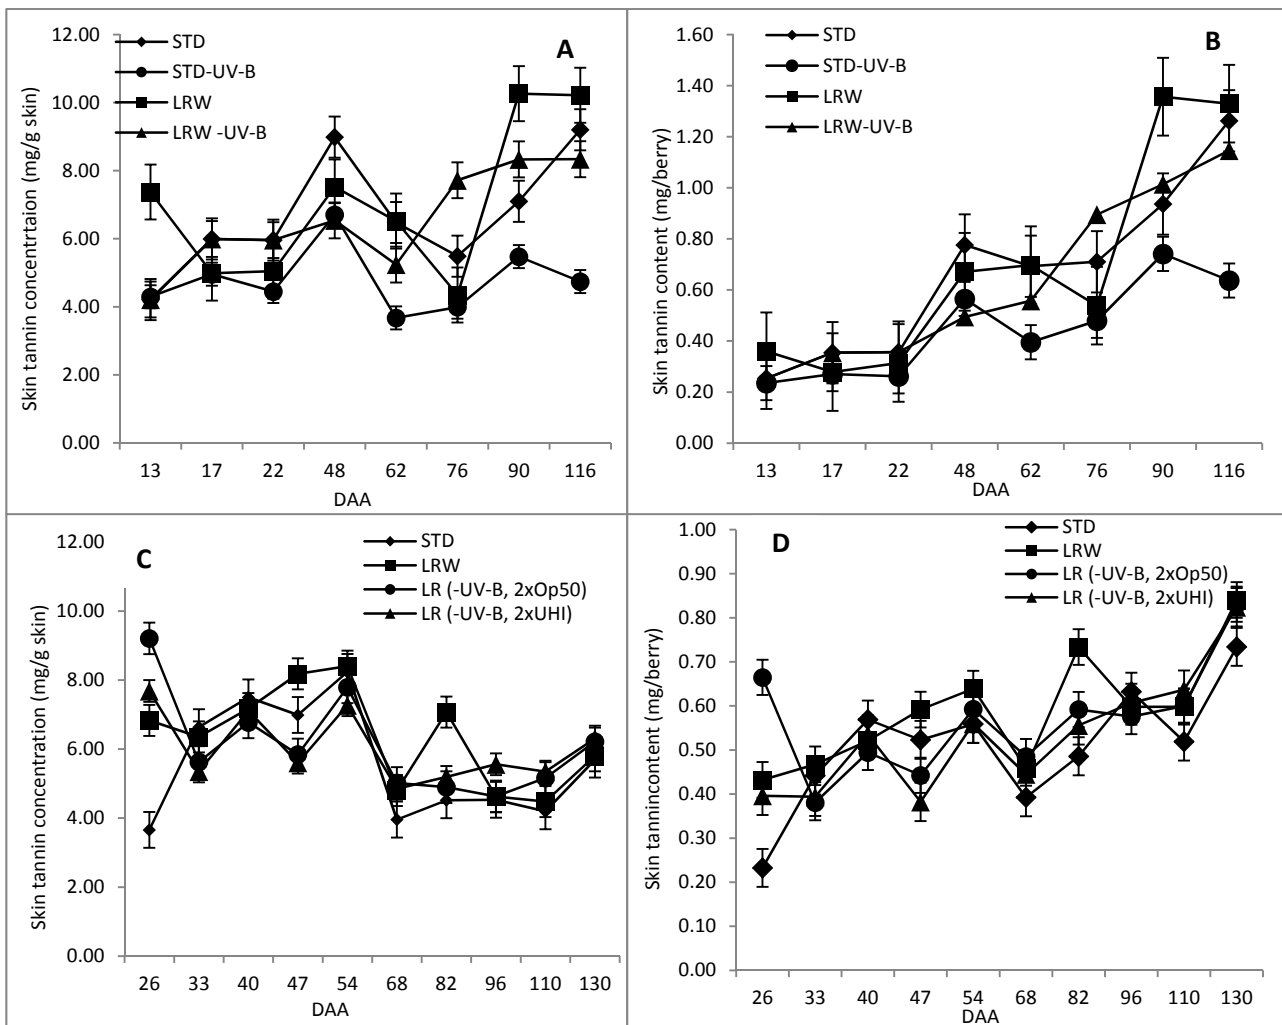 12.00
10.00
8.00
6.00
4.00
2.00
0.00
Skin tannin concentrtaion (mg/g skin)
STD
STD-UV-B
LRW
LRW -UV-B
A
13 17 22 48 62 76 90 116
DAA
1.60
1.40
1.20
1.00
0.80
0.60
0.40
0.20
0.00
Skin tannin content (mg/berry)
STD
STD-UV-B
LRW
LRW-UV-B
B
13 17 22 48 62 76 90 116
DAA
12.00
10.00
8.00
6.00
4.00
2.00
0.00
Skin tannin concentration (mg/g skin)
C
STD
LRW
LR (-UV-B, 2xOp50)
LR (-UV-B, 2xUHI)
26 33 40 47 54 68 82 96 110 130
DAA
1.00
0.90
0.80
0.70
0.60
0.50
0.40
0.30
0.20
0.10
0.00
Skin tannincontent (mg/berry)
D
STD
LRW
LR (-UV-B, 2xOp50)
LR (-UV-B, 2xUHI)
26 33 40 47 54 68 82 96 110 130
DAA